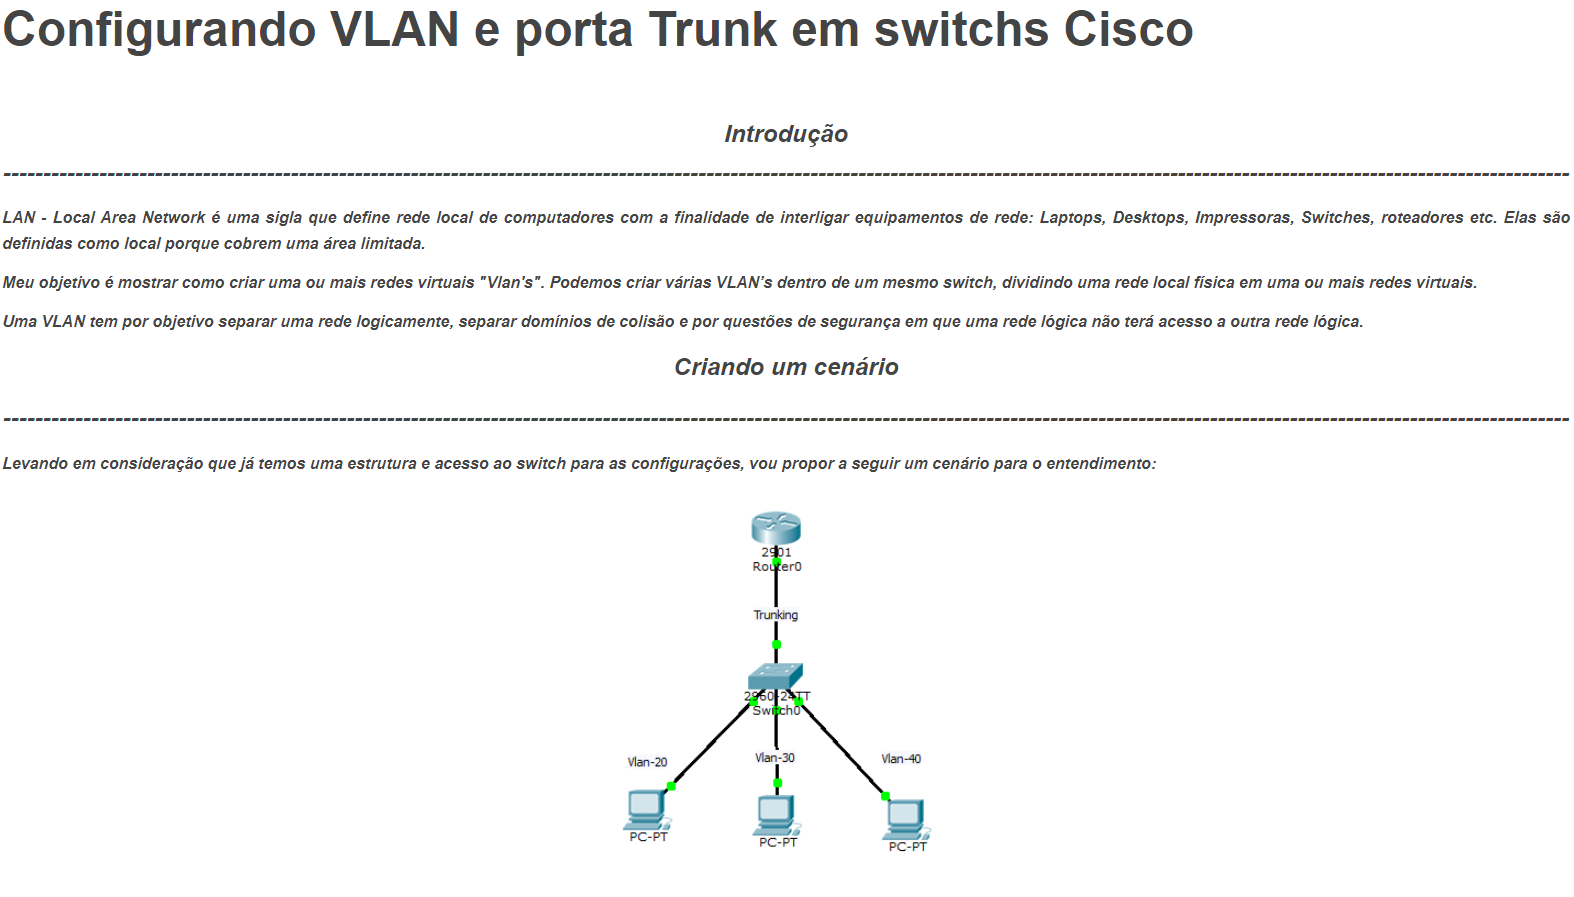 Configurando VLAN e porta Trunk em switchs Cisco
Introdução
------------------------------------------------------------------------------------------------------------------------------------------------------------------------------------------------------------------
LAN - Local Area Network é uma sigla que define rede local de computadores com a finalidade de interligar equipamentos de rede: Laptops, Desktops, Impressoras, Switches, roteadores etc. Elas são
definidas como local porque cobrem uma área limitada.
Meu objetivo é mostrar como criar uma ou mais redes virtuais "Vlan's". Podemos criar várias VLAN’s dentro de um mesmo switch, dividindo uma rede local física em uma ou mais redes virtuais.
Uma VLAN tem por objetivo separar uma rede logicamente, separar domínios de colisão e por questões de segurança em que uma rede lógica não terá acesso a outra rede lógica.
Criando um cenário
------------------------------------------------------------------------------------------------------------------------------------------------------------------------------------------------------------------
Levando em consideração que já temos uma estrutura e acesso ao switch para as configurações, vou propor a seguir um cenário para o entendimento:
2901
Router0
Trunking
2960-24TT
Switch0
Vlan-20
Vlan-30
Vlan-40
PC-PT
PC-PT
PC-PT